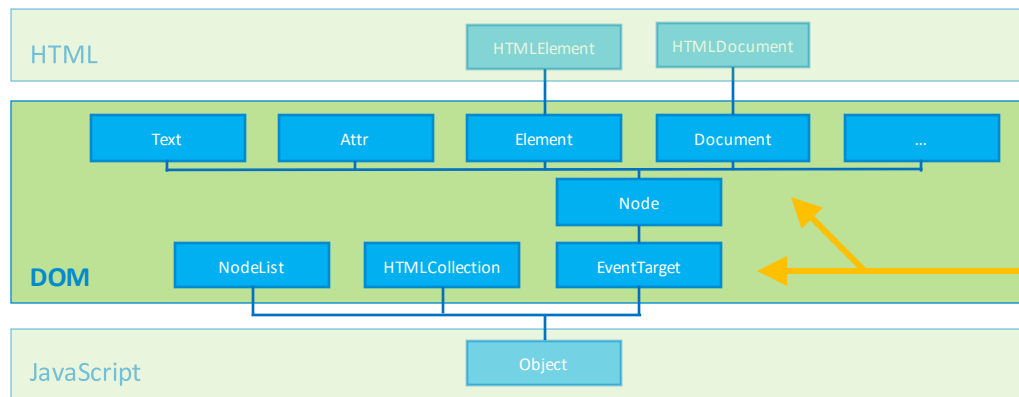 HTML
HTMLElement
HTMLDocument
Text
Attr
Element
Document
...
Node
DOM
NodeList
HTMLCollection
EventTarget
JavaScript
Object